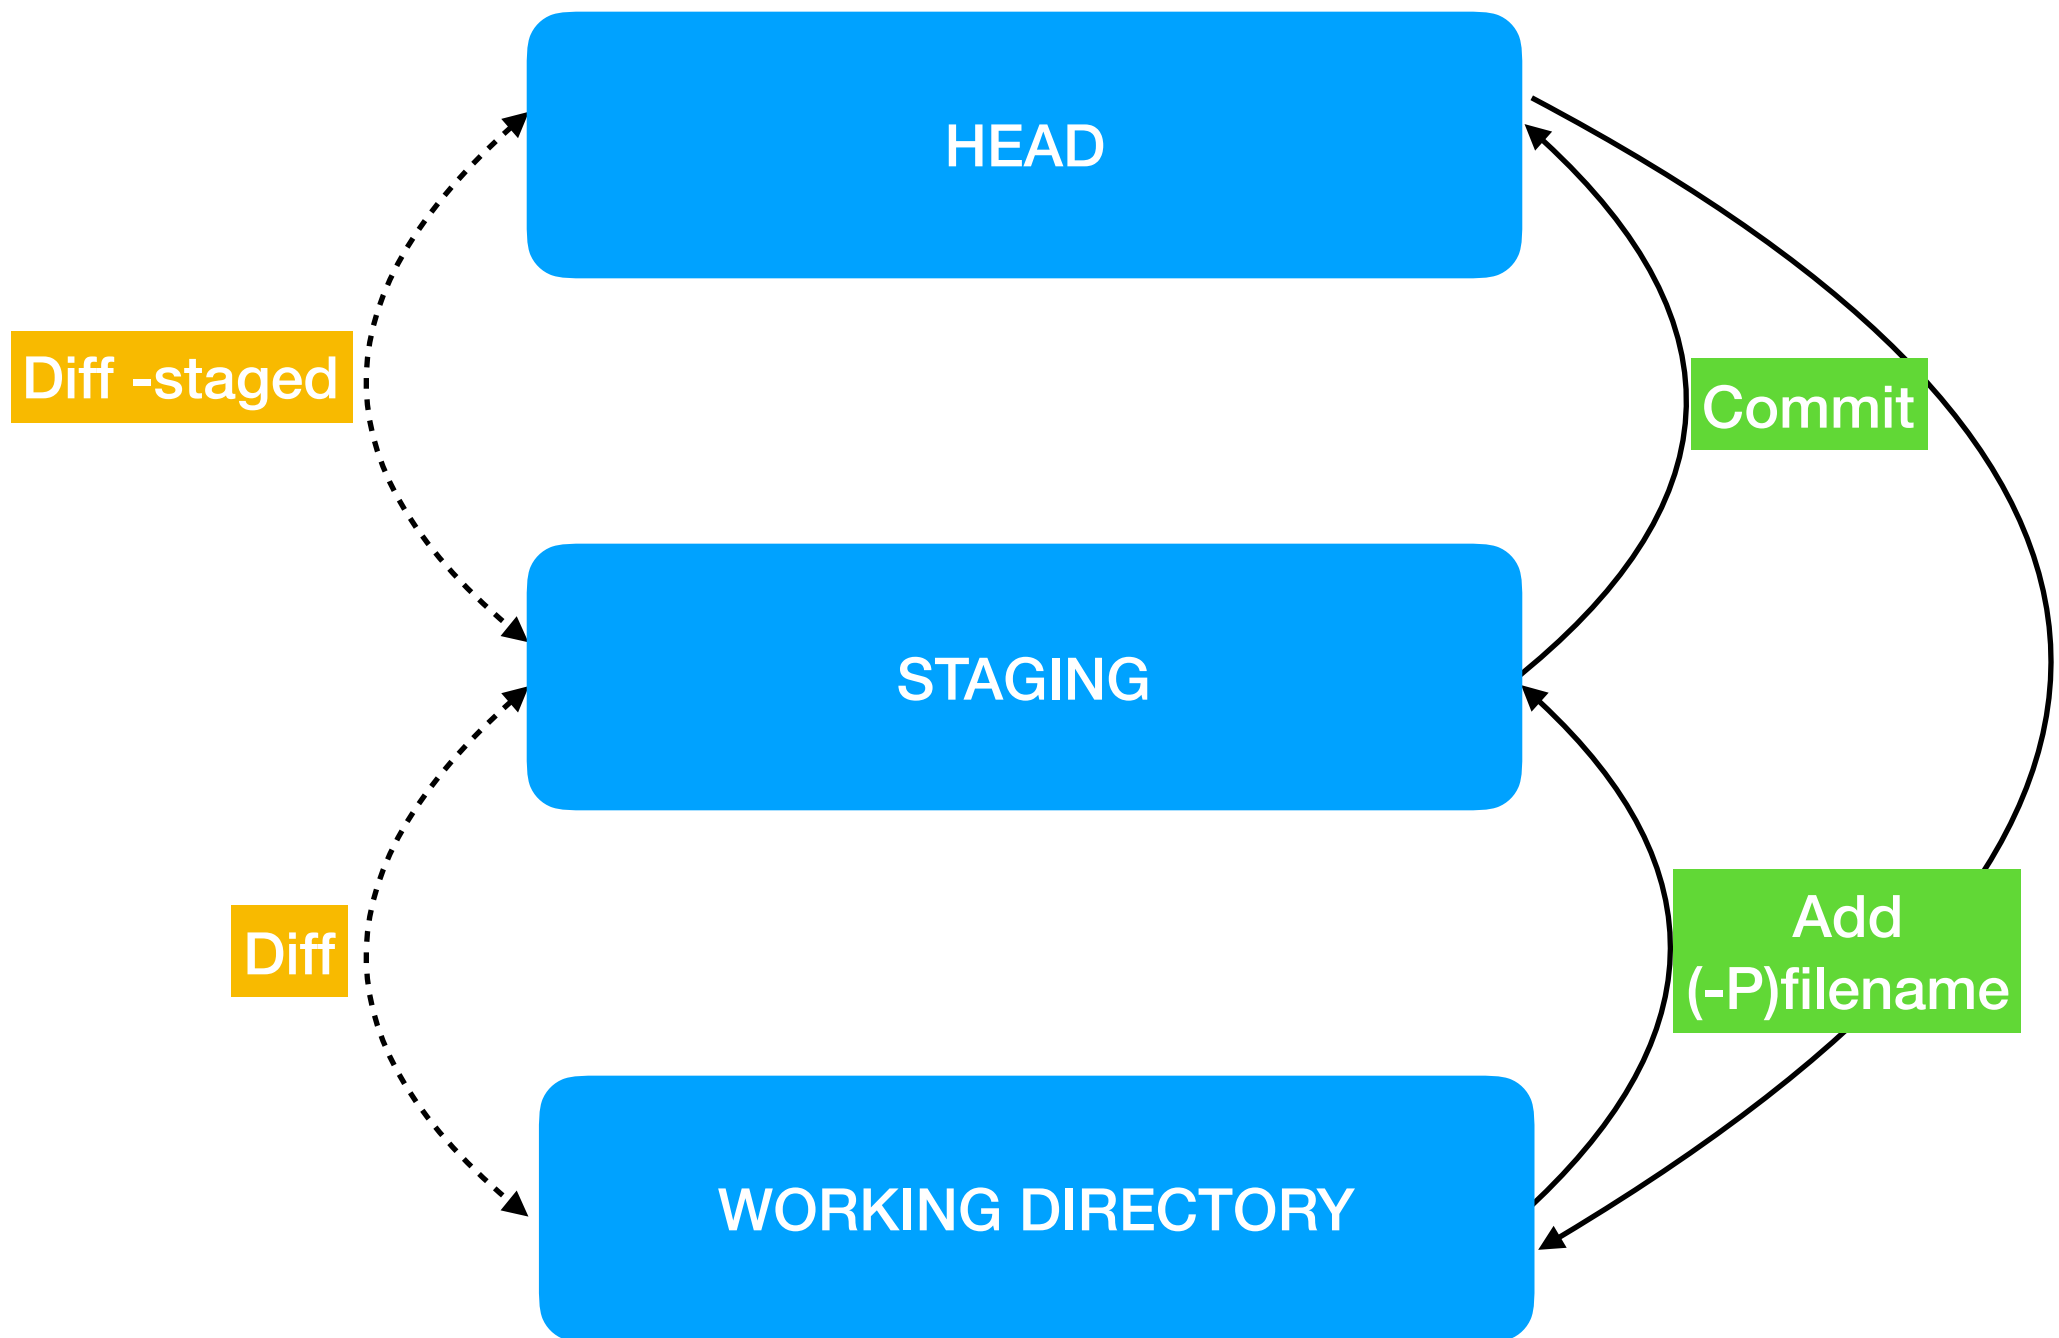 HEAD
Diff -staged
Commit
STAGING
Diff
Add
(-P)filename
WORKING DIRECTORY